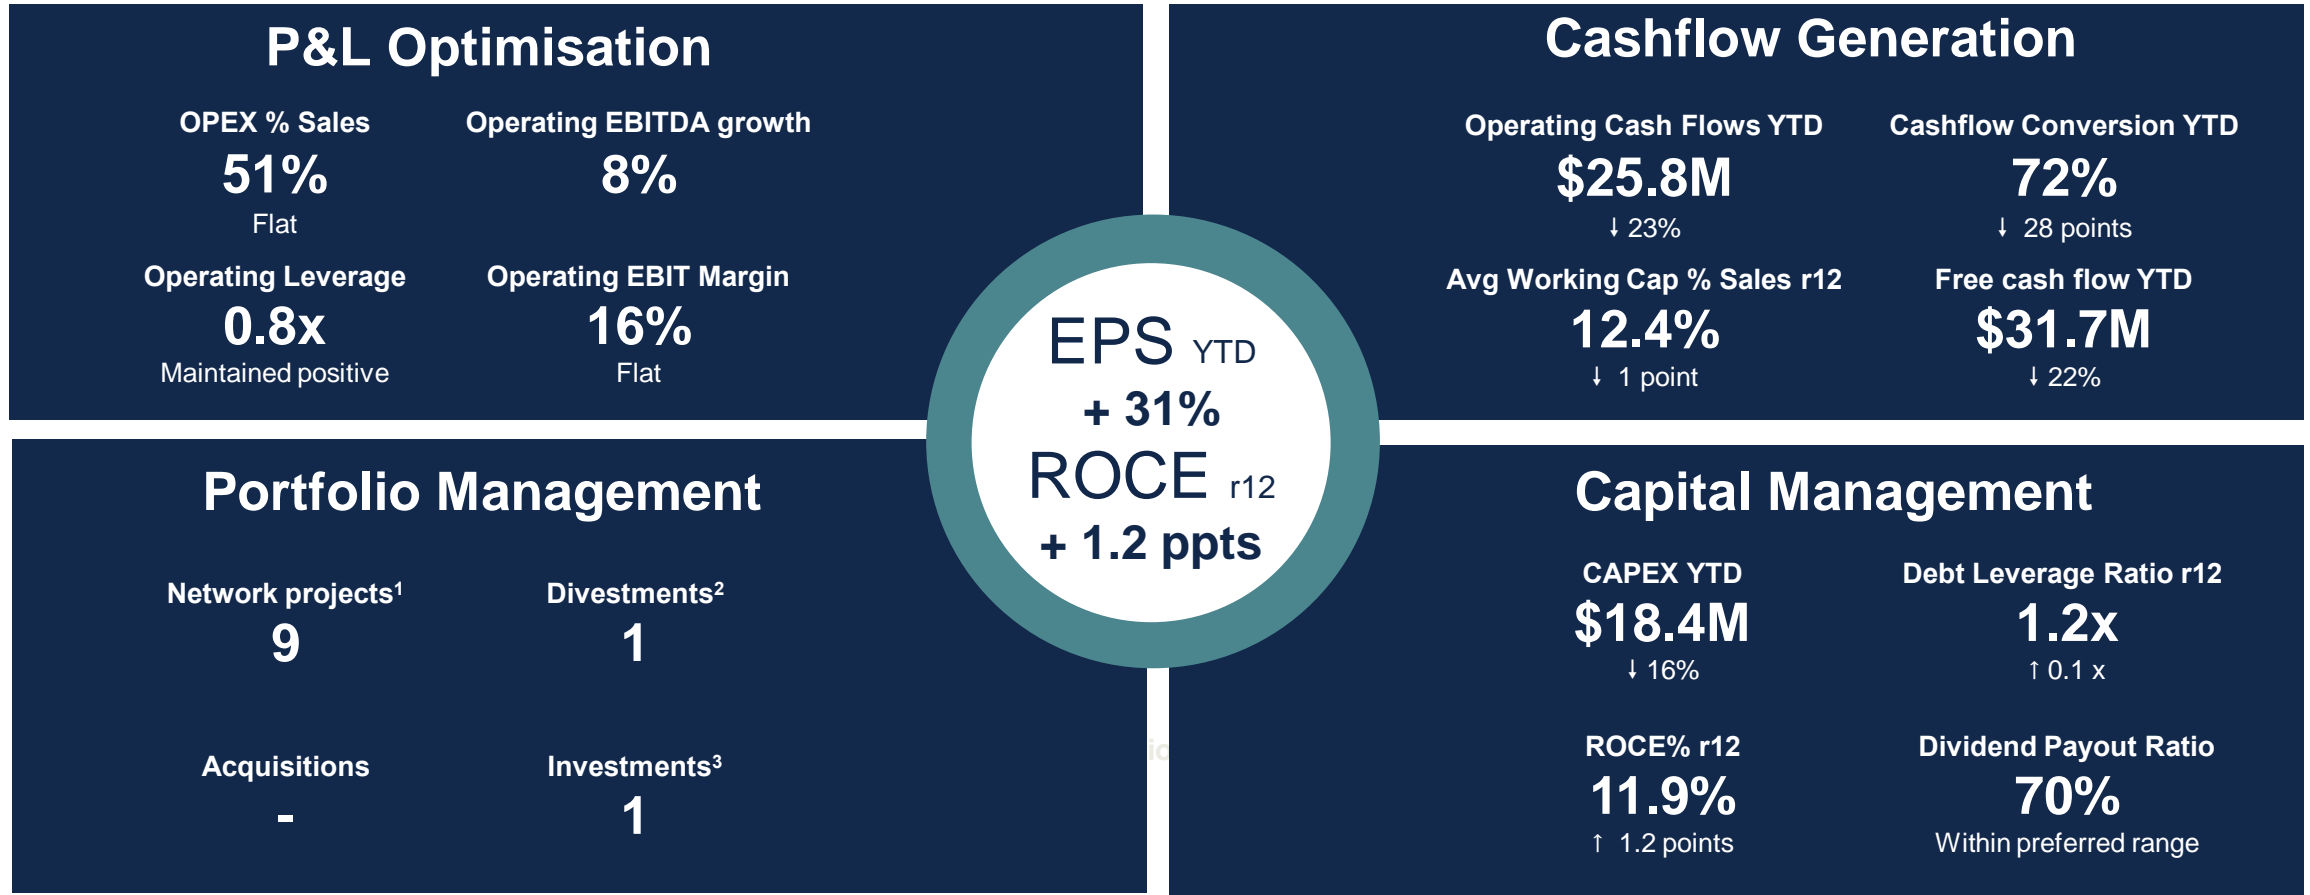 P&L Optimisation
OPEX % Sales
51%
Flat
Operating EBITDA growth
8%
Operating Leverage
0.8x
Maintained positive
Operating EBIT Margin
16%
Flat
Cashflow Generation
Operating Cash Flows YTD
$25.8M
↓ 23%
Cashflow Conversion YTD
72%
↓ 28 points
Avg Working Cap % Sales r12
12.4%
↓ 1 point
Free cash flow YTD
$31.7M
↓ 22%
EPS YTD
+ 31%
ROCE r12
+ 1.2 ppts
Portfolio Management
Network projects¹
9
Divestments²
1
Acquisitions
-
Investments³
1
Capital Management
CAPEX YTD
$18.4M
↓ 16%
Debt Leverage Ratio r12
1.2x
↑ 0.1 x
ROCE% r12
11.9%
↑ 1.2 points
Dividend Payout Ratio
70%
Within preferred range